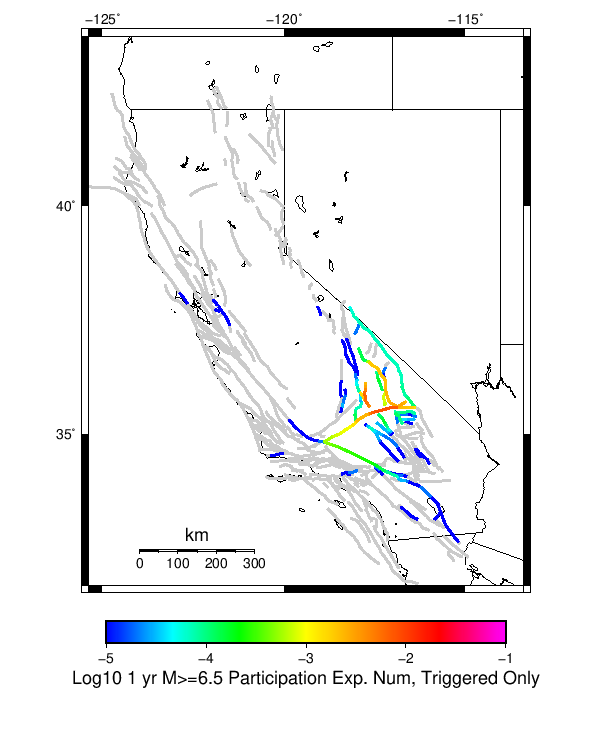 −125° −120° −115°
40°
35°
km
0 100 200 300
−5 −4 −3 −2 −1
Log10 1 yr M>=6.5 Participation Exp. Num, Triggered Only